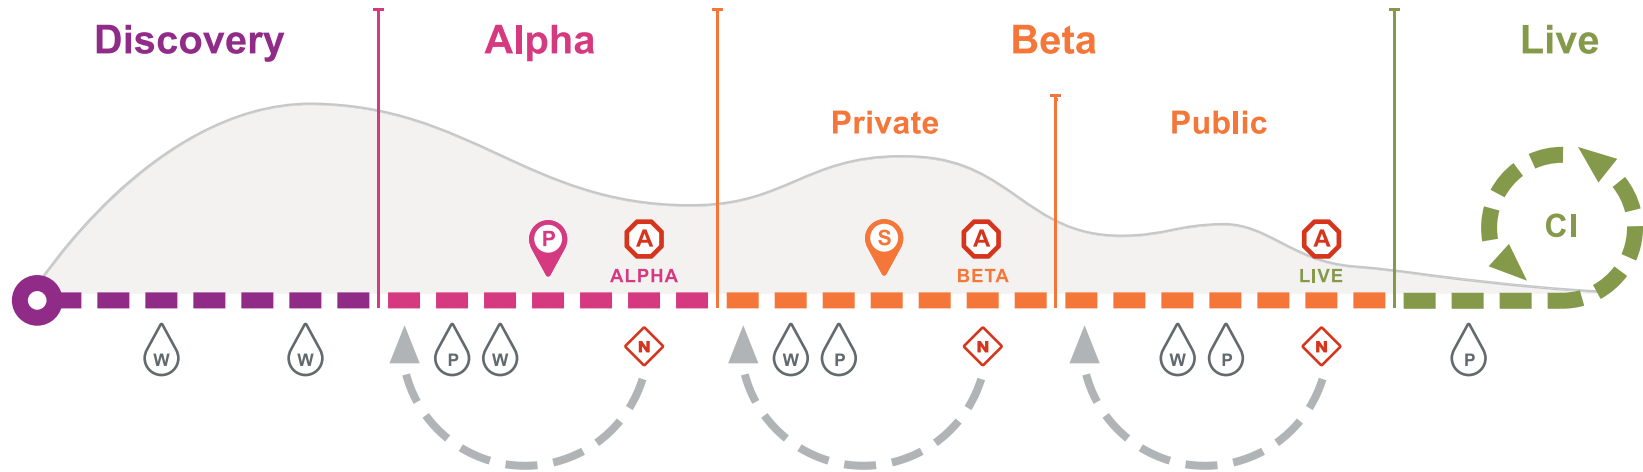 Discovery Alpha Beta Live
Private Public
P A S A A CI
ALPHA BETA LIVE
W W P W N W P N W P N P